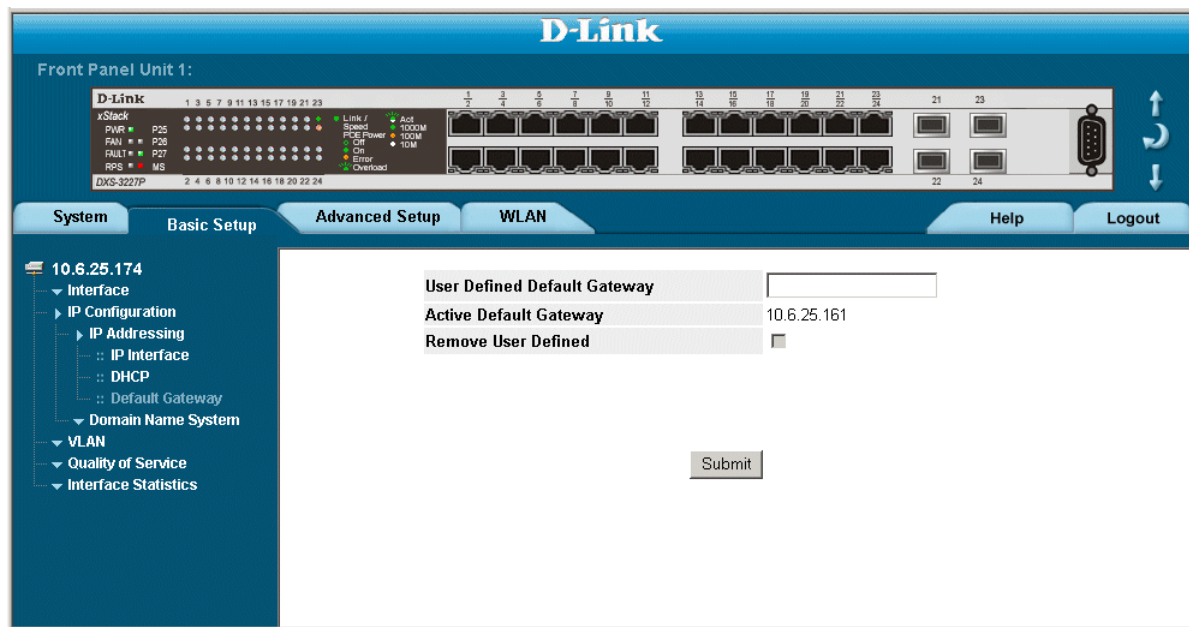 D-Link
Front Panel Unit 1:
D-Link
1 3 5 7 9 11 13 15 17 19 21 23
xStack
PWR P25
FAN P26
FAULT P27
RPS MS
DXS-3227P
2 4 6 8 10 12 14 16 18 20 22 24
Link /
Speed
POE Power
Off
On
Error
Overload
Act
1000M
100M
10M
1 3 5 7 9 11 13 15 17 19 21 23
2 4 6 8 10 12 14 16 18 20 22 24
21 23
22 24
System
Basic Setup
Advanced Setup
WLAN
Help
Logout
10.6.25.174
Interface
IP Configuration
IP Addressing
:: IP Interface
:: DHCP
:: Default Gateway
Domain Name System
VLAN
Quality of Service
Interface Statistics
User Defined Default Gateway
Active Default Gateway 10.6.25.161
Remove User Defined
Submit